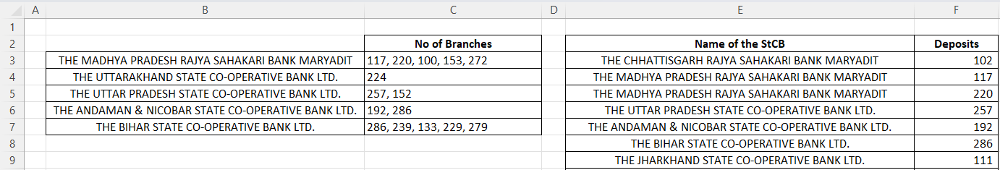 A B C D E F
1
2 No of Branches Name of the StCB Deposits
3 THE MADHYA PRADESH RAJYA SAHAKARI BANK MARYADIT 117, 220, 100, 153, 272 THE CHHATTISGARH RAJYA SAHAKARI BANK MARYADIT 102
4 THE UTTARAKHAND STATE CO-OPERATIVE BANK LTD. 224 THE MADHYA PRADESH RAJYA SAHAKARI BANK MARYADIT 117
5 THE UTTAR PRADESH STATE CO-OPERATIVE BANK LTD. 257, 152 THE MADHYA PRADESH RAJYA SAHAKARI BANK MARYADIT 220
6 THE ANDAMAN & NICOBAR STATE CO-OPERATIVE BANK LTD. 192, 286 THE UTTAR PRADESH STATE CO-OPERATIVE BANK LTD. 257
7 THE BIHAR STATE CO-OPERATIVE BANK LTD. 286, 239, 133, 229, 279 THE ANDAMAN & NICOBAR STATE CO-OPERATIVE BANK LTD. 192
8 THE BIHAR STATE CO-OPERATIVE BANK LTD. 286
9 THE JHARKHAND STATE CO-OPERATIVE BANK LTD. 111